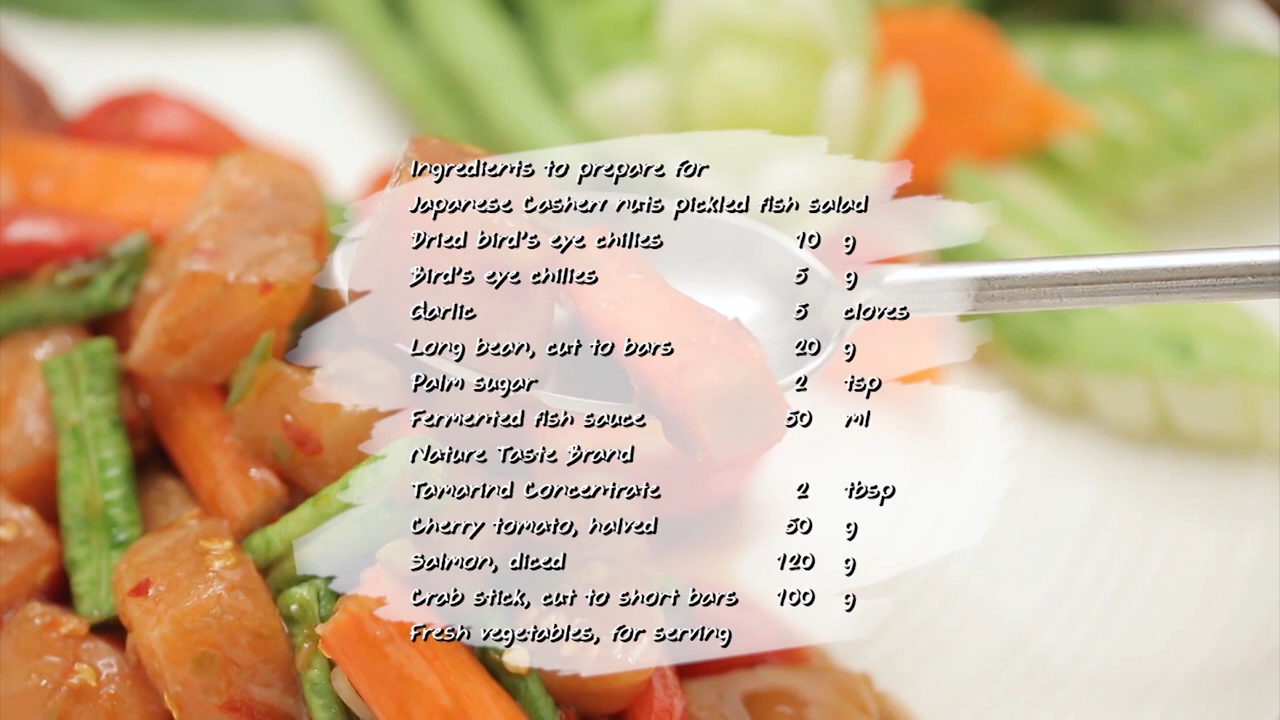 Ingredients to prepare for
Japanese Cashew nuts pickled fish salad
Dried bird's eye chilies 10 g
Bird's eye chilies 5 g
Garlic 5 cloves
Long bean, cut to bars 20 g
Palm sugar 2 tsp
Fermented fish sauce 50 ml
Nature Taste Brand
Tamarind Concentrate 2 tbsp
Cherry tomato, halved 50 g
Salmon, diced 120 g
Crab stick, cut to short bars 100 g
Fresh vegetables, for serving